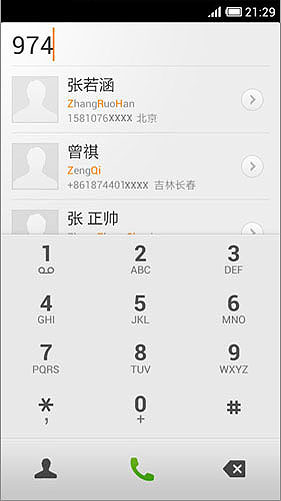 21:29
974
张若涵
ZhangRuoHan
1581076XXXX 北京
曾祺
ZengQi
+861874401XXXX 吉林长春
张 正帅
1 2 3
ABC DEF
4 5 6
GHI JKL MNO
7 8 9
PQRS TUV WXYZ
* 0 #
, +